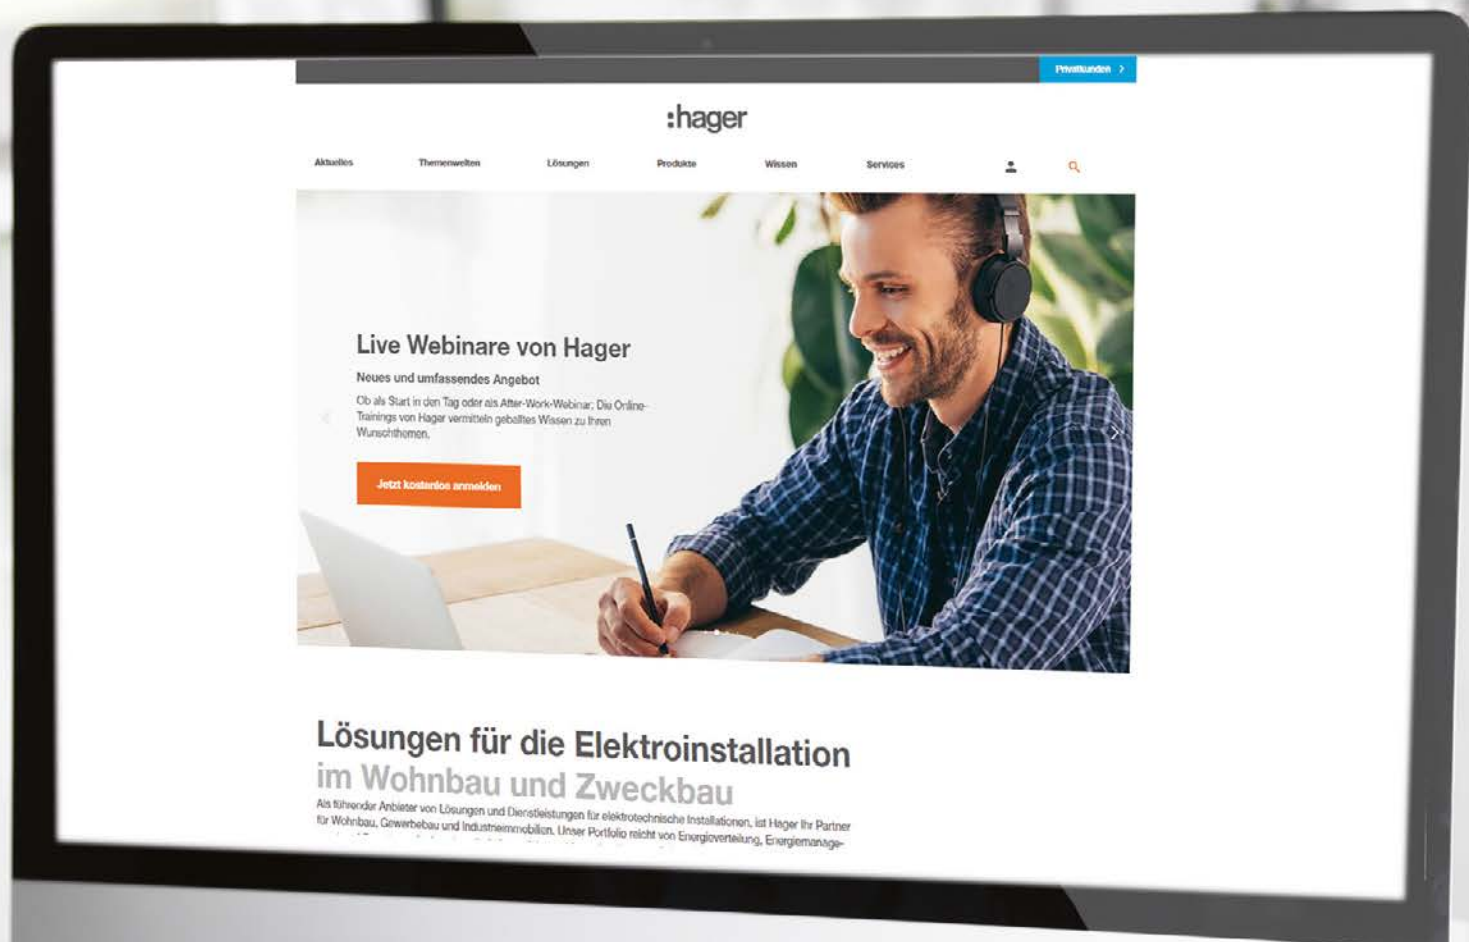 Privatkunden >
:hager
Aktuelles Themenwelten Lösungen Produkte Wissen Services
Live Webinare von Hager
Neues und umfassendes Angebot
Ob als Start in den Tag oder als After-Work-Webinar: Die Online-
Trainings von Hager vermitteln geballtes Wissen zu Ihren
Wunschthemen.
Jetzt kostenlos anmelden
Lösungen für die Elektroinstallation
im Wohnbau und Zweckbau
Als führender Anbieter von Lösungen und Dienstleistungen für elektrotechnische Installationen, ist Hager Ihr Partner
für Wohnbau, Gewerbebau und Industrieimmobilien. Unser Portfolio reicht von Energieverteilung, Energiemanage-